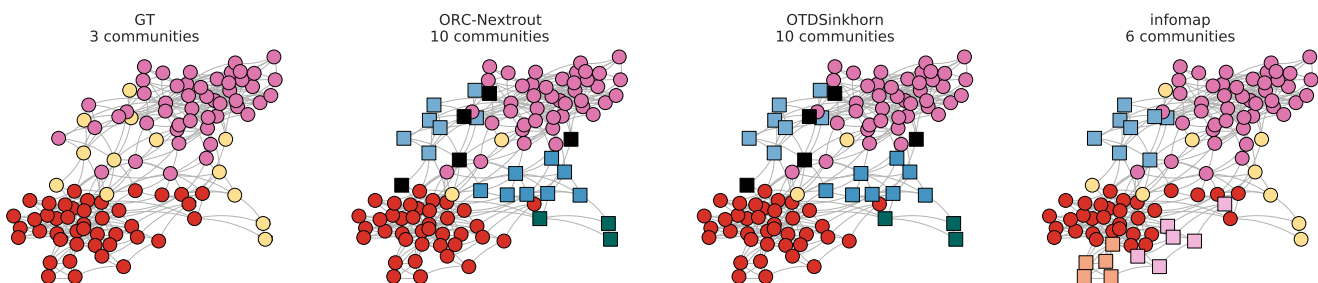 GT
3 communities
ORC-Nextrout
10 communities
OTDSinkhorn
10 communities
infomap
6 communities